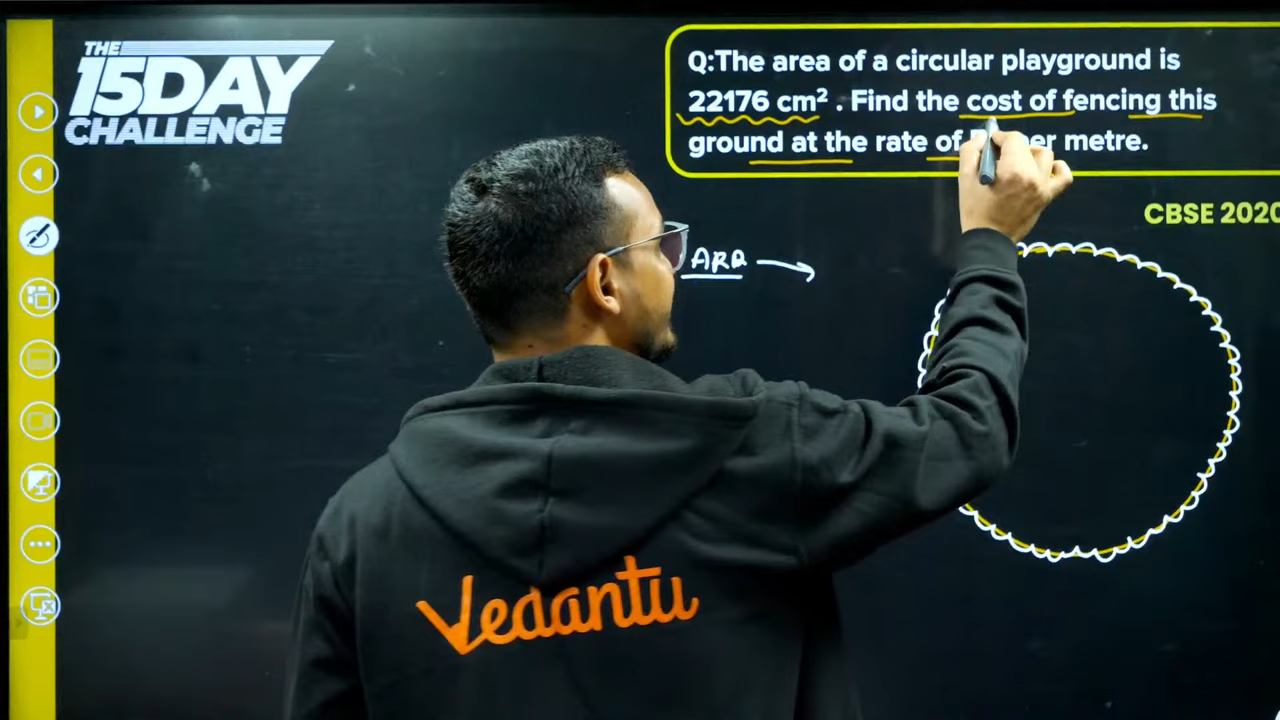 THE
15DAY
CHALLENGE
Q:The area of a circular playground is
22176 cm². Find the cost of fencing this
ground at the rate of per metre.
CBSE 2020
ARQ
Vedantu